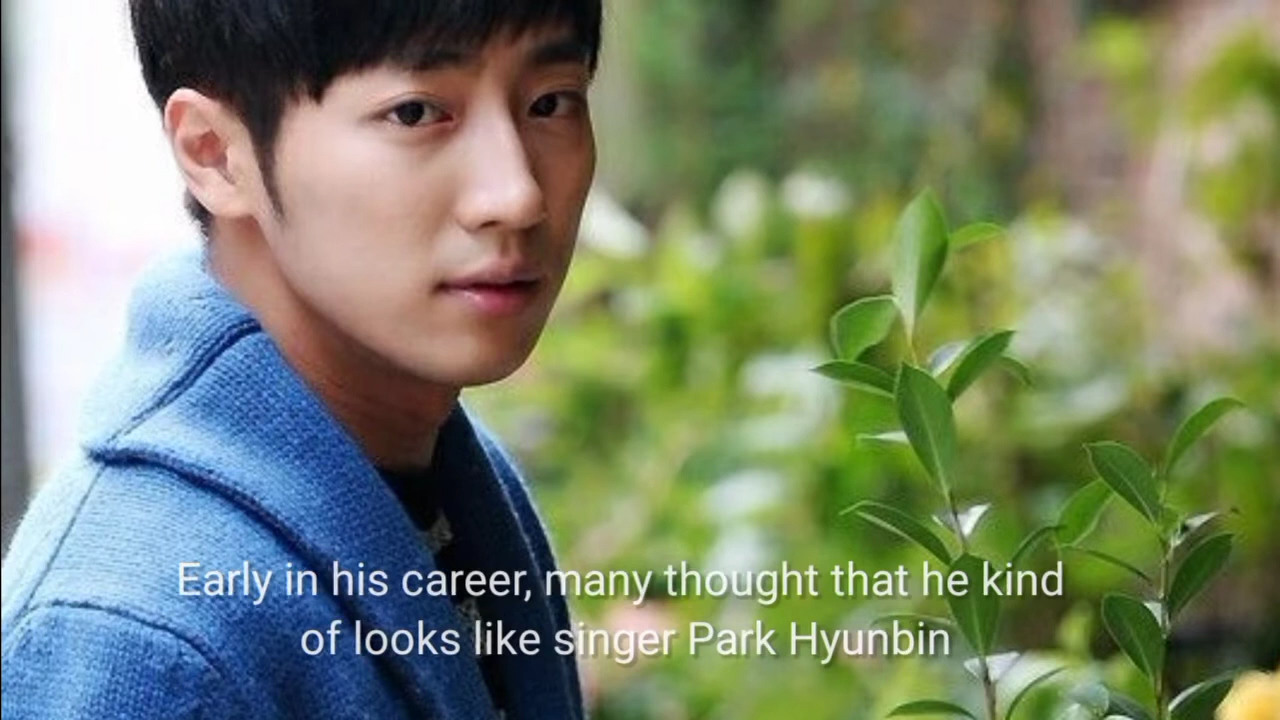 Early in his career, many thought that he kind
of looks like singer Park Hyunbin